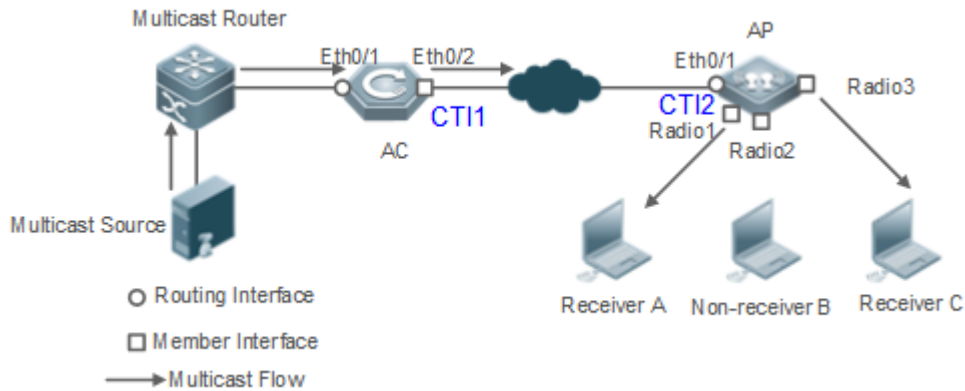 Multicast Router
AP
Eth0/1
Eth0/2
Eth0/1
Radio3
CTI1
CTI2
Radio1
AC
Radio2
Multicast Source
Routing Interface
Receiver A
Non-receiver B
Receiver C
Member Interface
Multicast Flow